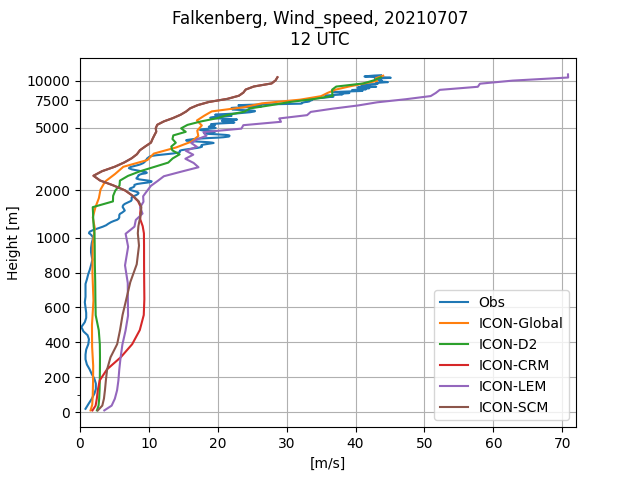 Falkenberg, Wind_speed, 20210707
12 UTC
Height [m]
10000
7500
5000
2000
1000
800
600
400
200
0
0 10 20 30 40 50 60 70
[m/s]
Obs
ICON-Global
ICON-D2
ICON-CRM
ICON-LEM
ICON-SCM